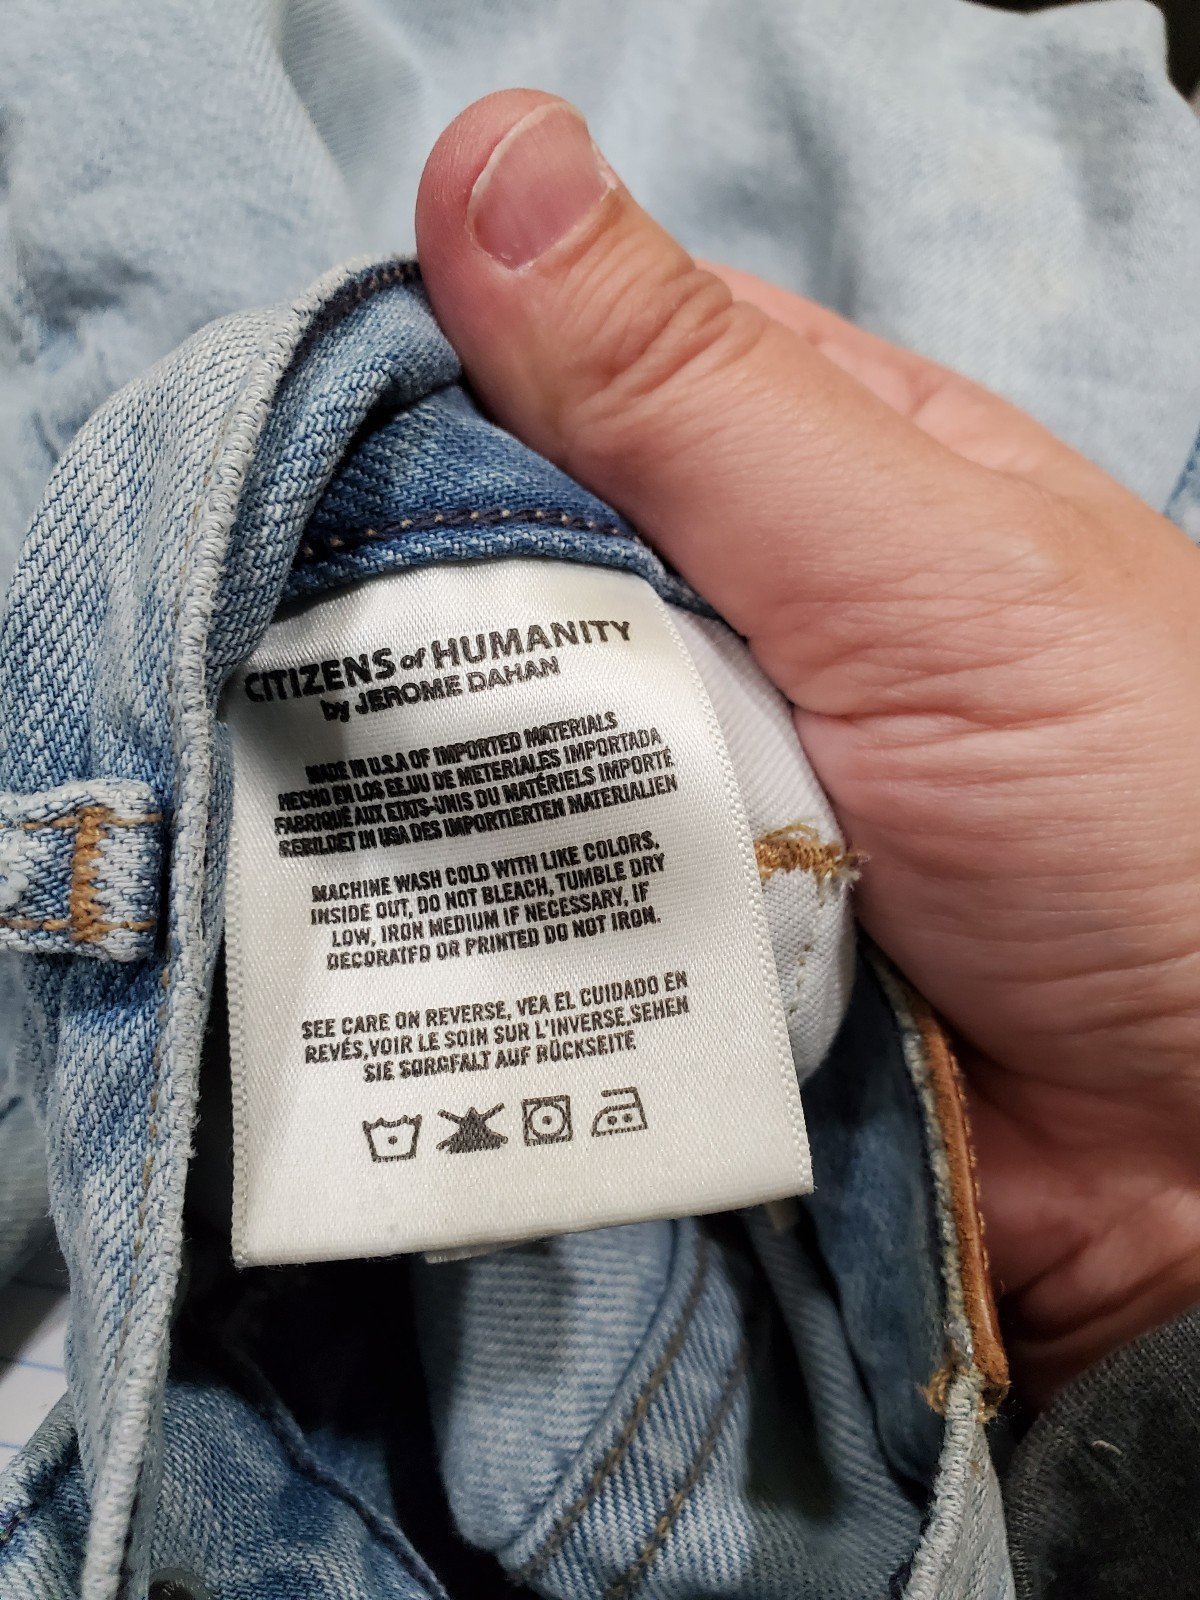 CITIZENS of HUMANITY
by JEROME DAHAN
MADE IN U.S.A OF IMPORTED MATERIALS
HECHO EN LOS EE.UU DE METERIALES IMPORTADA
FABRIQUÉ AUX ETATS-UNIS DU MATÉRIELS IMPORTÉ
GEBILDET IN USA DES IMPORTIERTEN MATERIALIEN
MACHINE WASH COLD WITH LIKE COLORS,
INSIDE OUT, DO NOT BLEACH, TUMBLE DRY
LOW, IRON MEDIUM IF NECESSARY, IF
DECORATED OR PRINTED DO NOT IRON.
SEE CARE ON REVERSE, VEA EL CUIDADO EN
REVÉS,VOIR LE SOIN SUR L'INVERSE.SEHEN
SIE SORGFALT AUF RÜCKSEITE